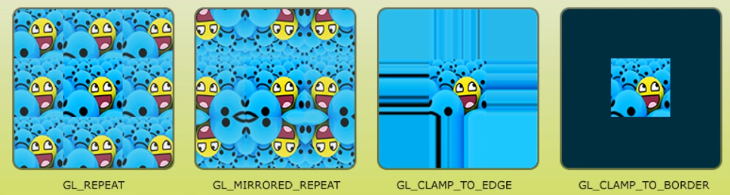 GL_REPEAT
GL_MIRRORED_REPEAT
GL_CLAMP_TO_EDGE
GL_CLAMP_TO_BORDER